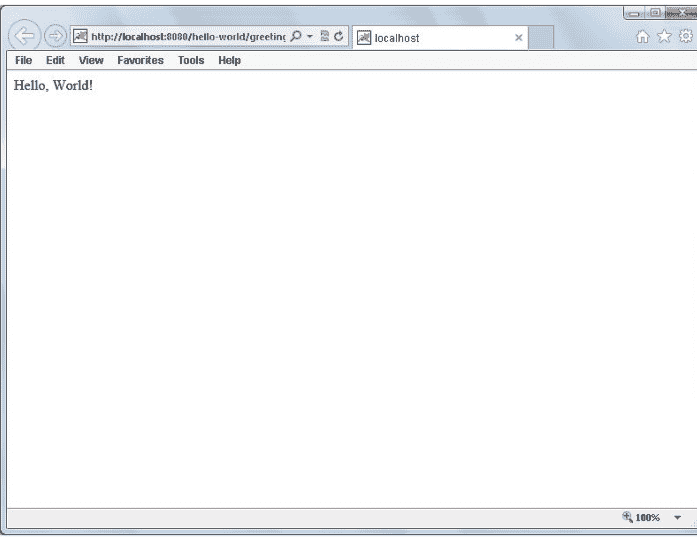 http://localhost:8080/hello-world/greeting
localhost
File Edit View Favorites Tools Help
Hello, World!
100%